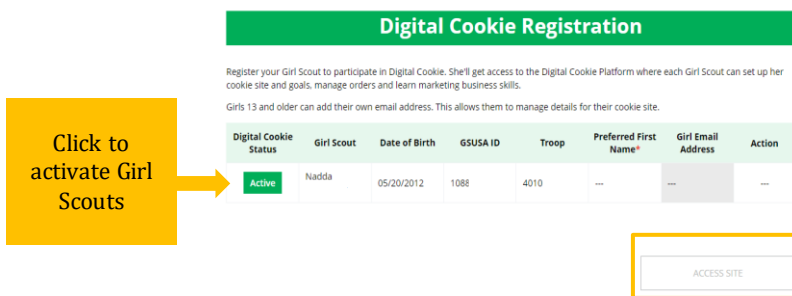 Digital Cookie Registration
Register your Girl Scout to participate in Digital Cookie. She'll get access to the Digital Cookie Platform where each Girl Scout can set up her
cookie site and goals, manage orders and learn marketing business skills.
Girls 13 and older can add their own email address. This allows them to manage details for their cookie site.
Click to
activate Girl
Scouts
Digital Cookie Status Girl Scout Date of Birth GSUSA ID Troop Preferred First Name* Girl Email Address Action
Active Nadda 05/20/2012 1088 4010 --- --- ---
ACCESS SITE